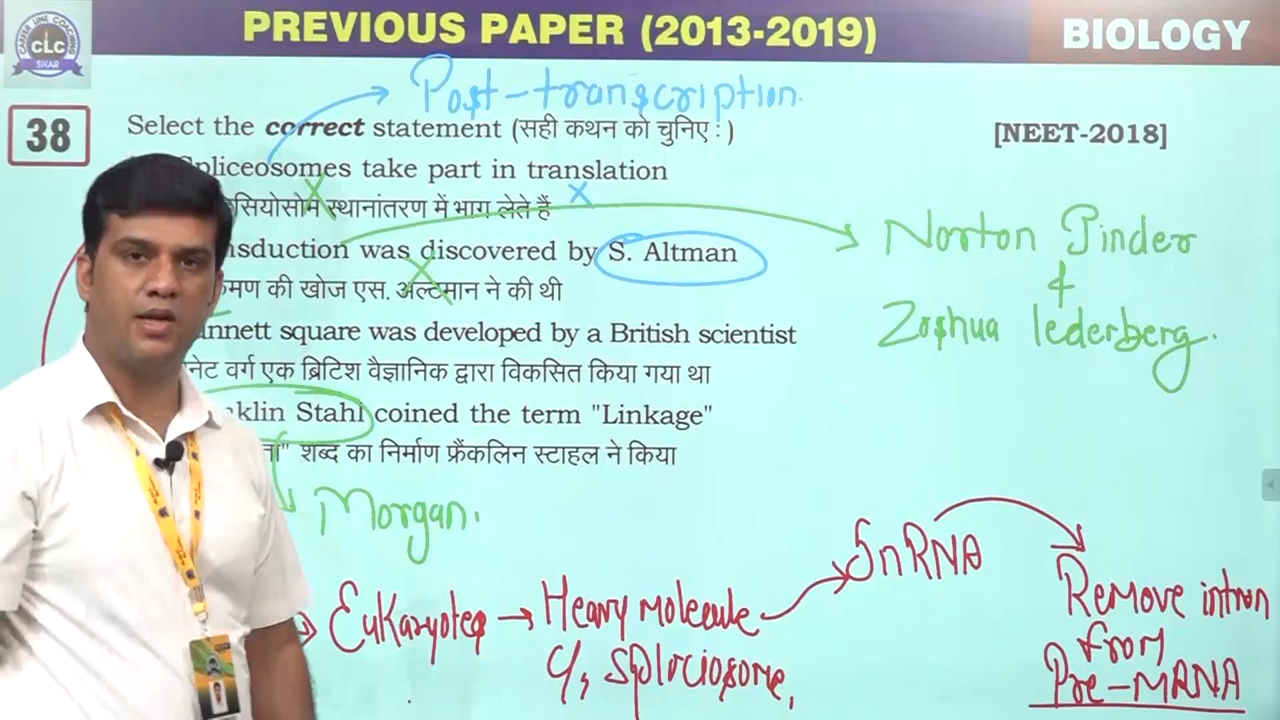 PREVIOUS PAPER (2013-2019)
BIOLOGY
CLC
SIKAR
Post-transcription.
38
Select the correct statement (सही कथन को चुनिए : )
[NEET-2018]
pliceosomes take part in translation
सियोसोम स्थानांतरण में भाग लेते हैं
nsduction was discovered by S. Altman
क्रमण की खोज एस. अल्टमान ने की थी
Norton Jinder
&
Zoshua lederberg.
nnett square was developed by a British scientist
नेट वर्ग एक ब्रिटिश वैज्ञानिक द्वारा विकसित किया गया था
klin Stahl coined the term "Linkage"
ता" शब्द का निर्माण फ्रैंकलिन स्टाहल ने किया
Morgan.
Eukaryotes → Heavy molecule
SnRNA
Remove intron
from
Pre-MRNA